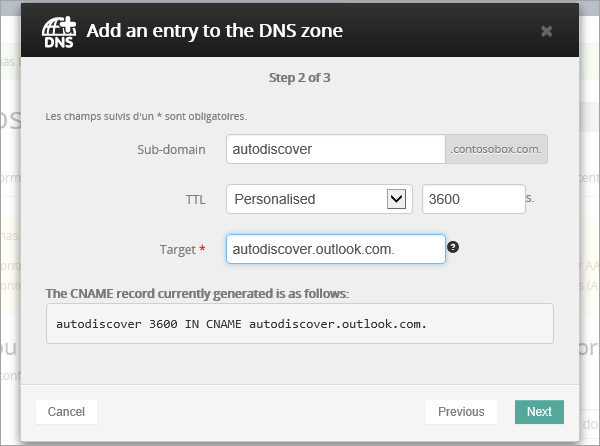 DNS
Add an entry to the DNS zone
Step 2 of 3
Les champs suivis d'un * sont obligatoires.
Sub-domain autodiscover .contosobox.com.
TTL Personalised 3600 s.
Target * autodiscover.outlook.com.
The CNAME record currently generated is as follows:
autodiscover 3600 IN CNAME autodiscover.outlook.com.
Cancel Previous Next